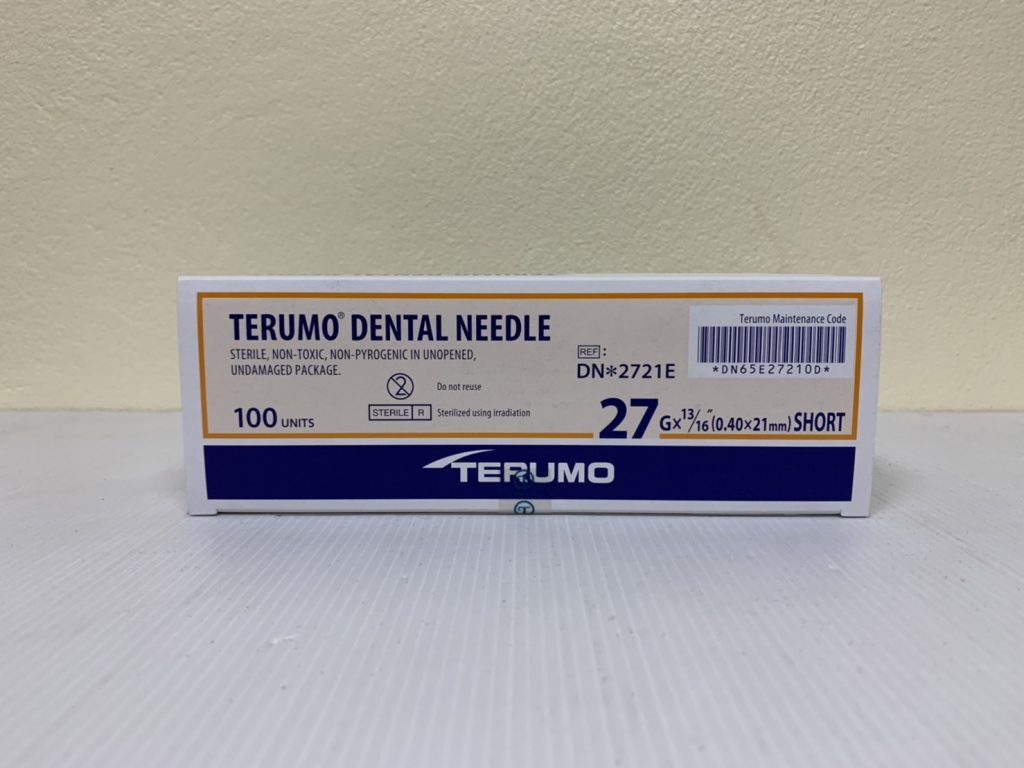 TERUMO® DENTAL NEEDLE
STERILE, NON-TOXIC, NON-PYROGENIC IN UNOPENED,
UNDAMAGED PACKAGE.
2 Do not reuse
STERILE R Sterilized using irradiation
100 UNITS
REF :
DN*2721E
Terumo Maintenance Code
*DN65E27210D*
27 G×13/16" (0.40×21mm) SHORT
TERUMO